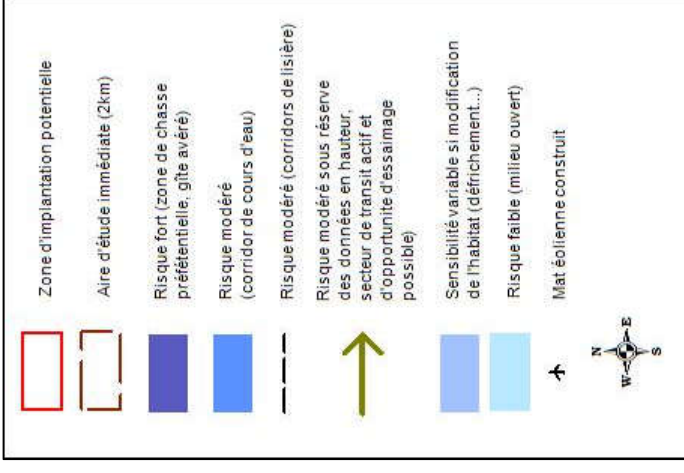 Zone d'implantation potentielle
Aire d'étude immédiate (2km)
Risque fort (zone de chasse
préfétentielle, gîte avéré)
Risque modéré
(corridor de cours d'eau)
Risque modéré (corridors de lisière)
Risque modéré sous réserve
des données en hauteur,
secteur de transit actif et
d'opportunite d'essaimage
possible)
Sensibilité variable si modification
de l'habitat (défrichement...)
Risque faible (milieu ouvert)
Mat éolienne construit
N
W E
S